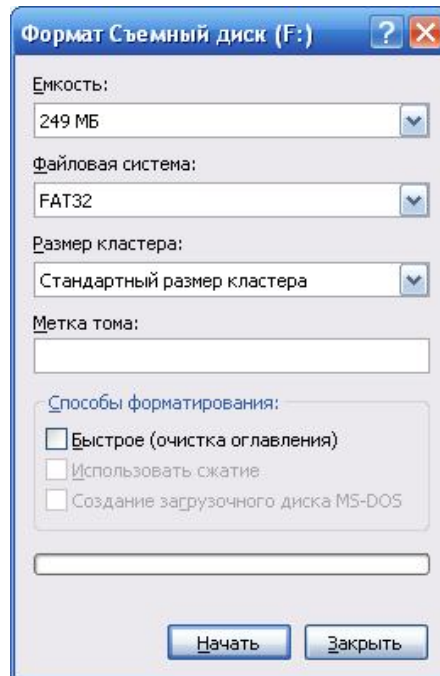 Формат Съемный диск (F:)
Емкость:
249 МБ
Файловая система:
FAT32
Размер кластера:
Стандартный размер кластера
Метка тома:
Способы форматирования:
Быстрое (очистка оглавления)
Использовать сжатие
Создание загрузочного диска MS-DOS
Начать Закрыть